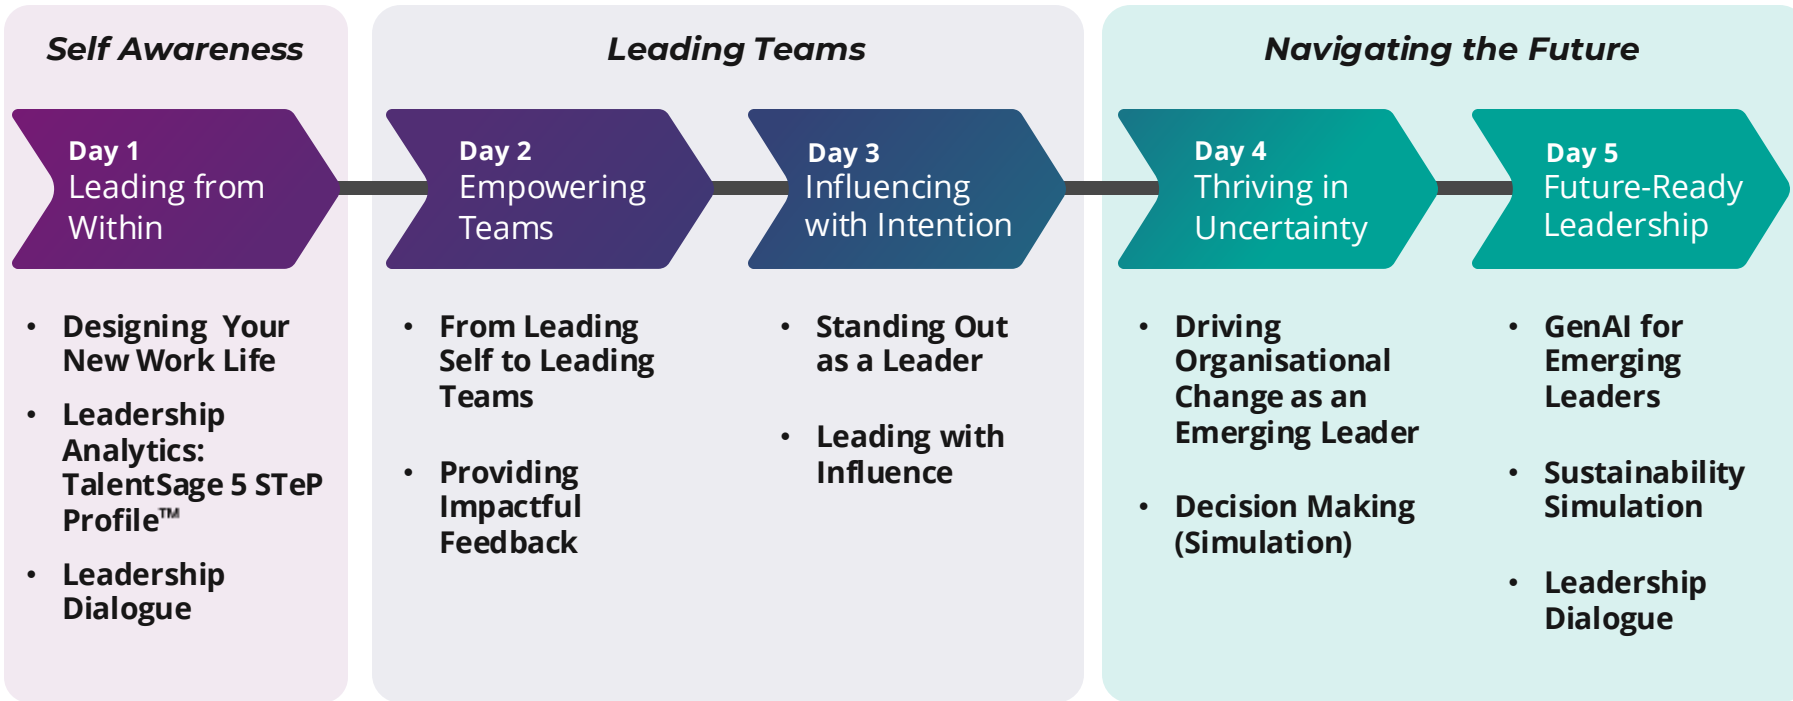 Self Awareness
Day 1
Leading from
Within
• Designing Your
New Work Life
• Leadership
Analytics:
TalentSage 5 STeP
Profile™
• Leadership
Dialogue
Leading Teams
Day 2
Empowering
Teams
• From Leading
Self to Leading
Teams
• Providing
Impactful
Feedback
Day 3
Influencing
with Intention
• Standing Out
as a Leader
• Leading with
Influence
Navigating the Future
Day 4
Thriving in
Uncertainty
• Driving
Organisational
Change as an
Emerging Leader
• Decision Making
(Simulation)
Day 5
Future-Ready
Leadership
• GenAI for
Emerging
Leaders
• Sustainability
Simulation
• Leadership
Dialogue